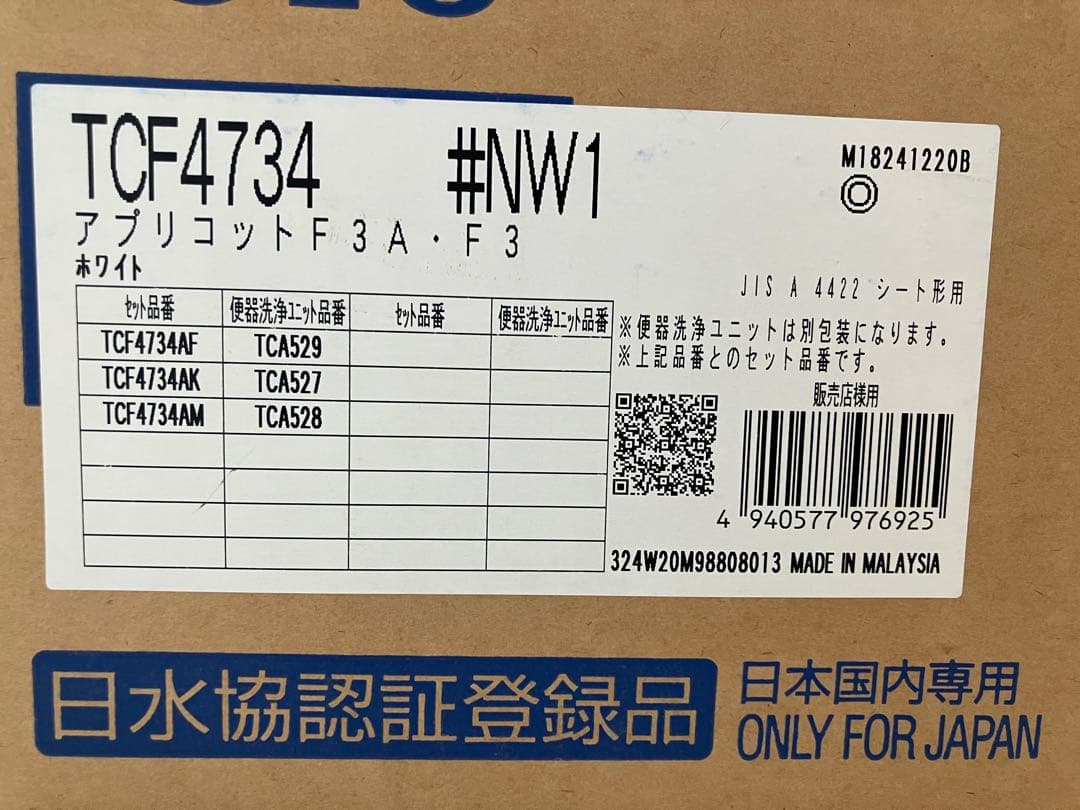 TCF4734 #NW1
M18241220B
アプリコットF3A・F3
ホワイト
JIS A 4422 シート形用
セット品番 便器洗浄ユニット品番 セット品番 便器洗浄ユニット品番
TCF4734AF TCA529
TCF4734AK TCA527
TCF4734AM TCA528
※便器洗浄ユニットは別包装になります。
※上記品番とのセット品番です。
販売店様用
4 940577 976925
324W20M98808013 MADE IN MALAYSIA
日水協認証登録品
日本国内専用
ONLY FOR JAPAN